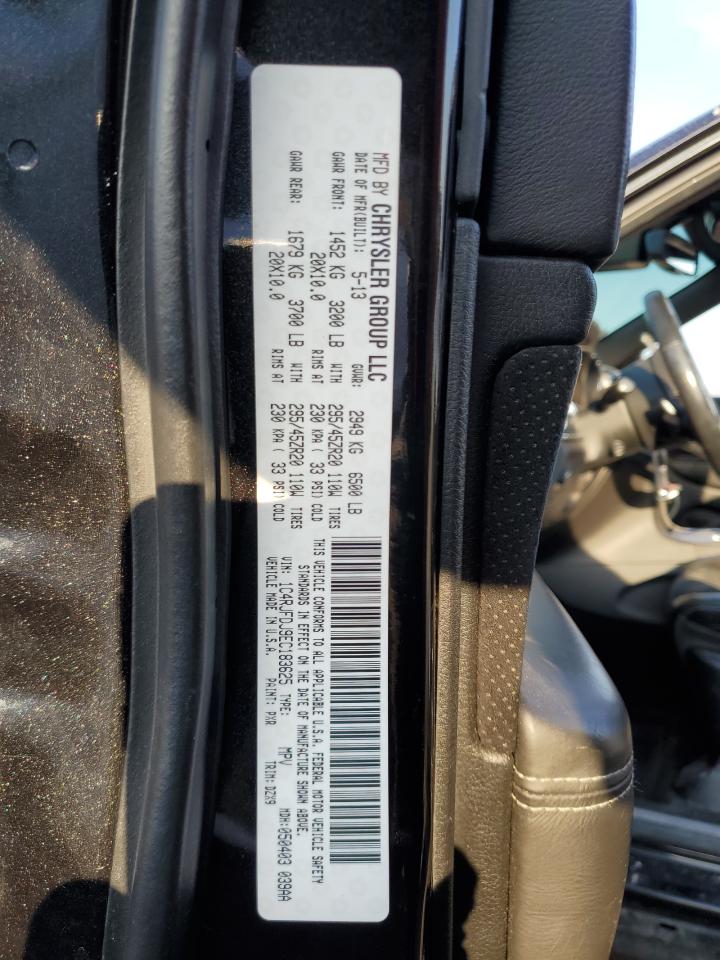 MFD BY CHRYSLER GROUP LLC
DATE OF MFR(BUILT): 5-13 GVWR: 2949 KG 6500 LB
GAWR FRONT: 1452 KG 3200 LB WITH 295/45ZR20 110W TIRES
20X10.0 RIMS AT 230 KPA ( 33 PSI) COLD
GAWR REAR: 1679 KG 3700 LB WITH 295/45ZR20 110W TIRES
20X10.0 RIMS AT 230 KPA ( 33 PSI) COLD
THIS VEHICLE CONFORMS TO ALL APPLICABLE U.S.A. FEDERAL MOTOR VEHICLE SAFETY
STANDARDS IN EFFECT ON THE DATE OF MANUFACTURE SHOWN ABOVE.
VIN: 1C4RJFDJ9EC183625 TYPE: MPV MDH:050403 039AA
VEHICLE MADE IN U.S.A. PAINT: PXR TRIM: DZX9